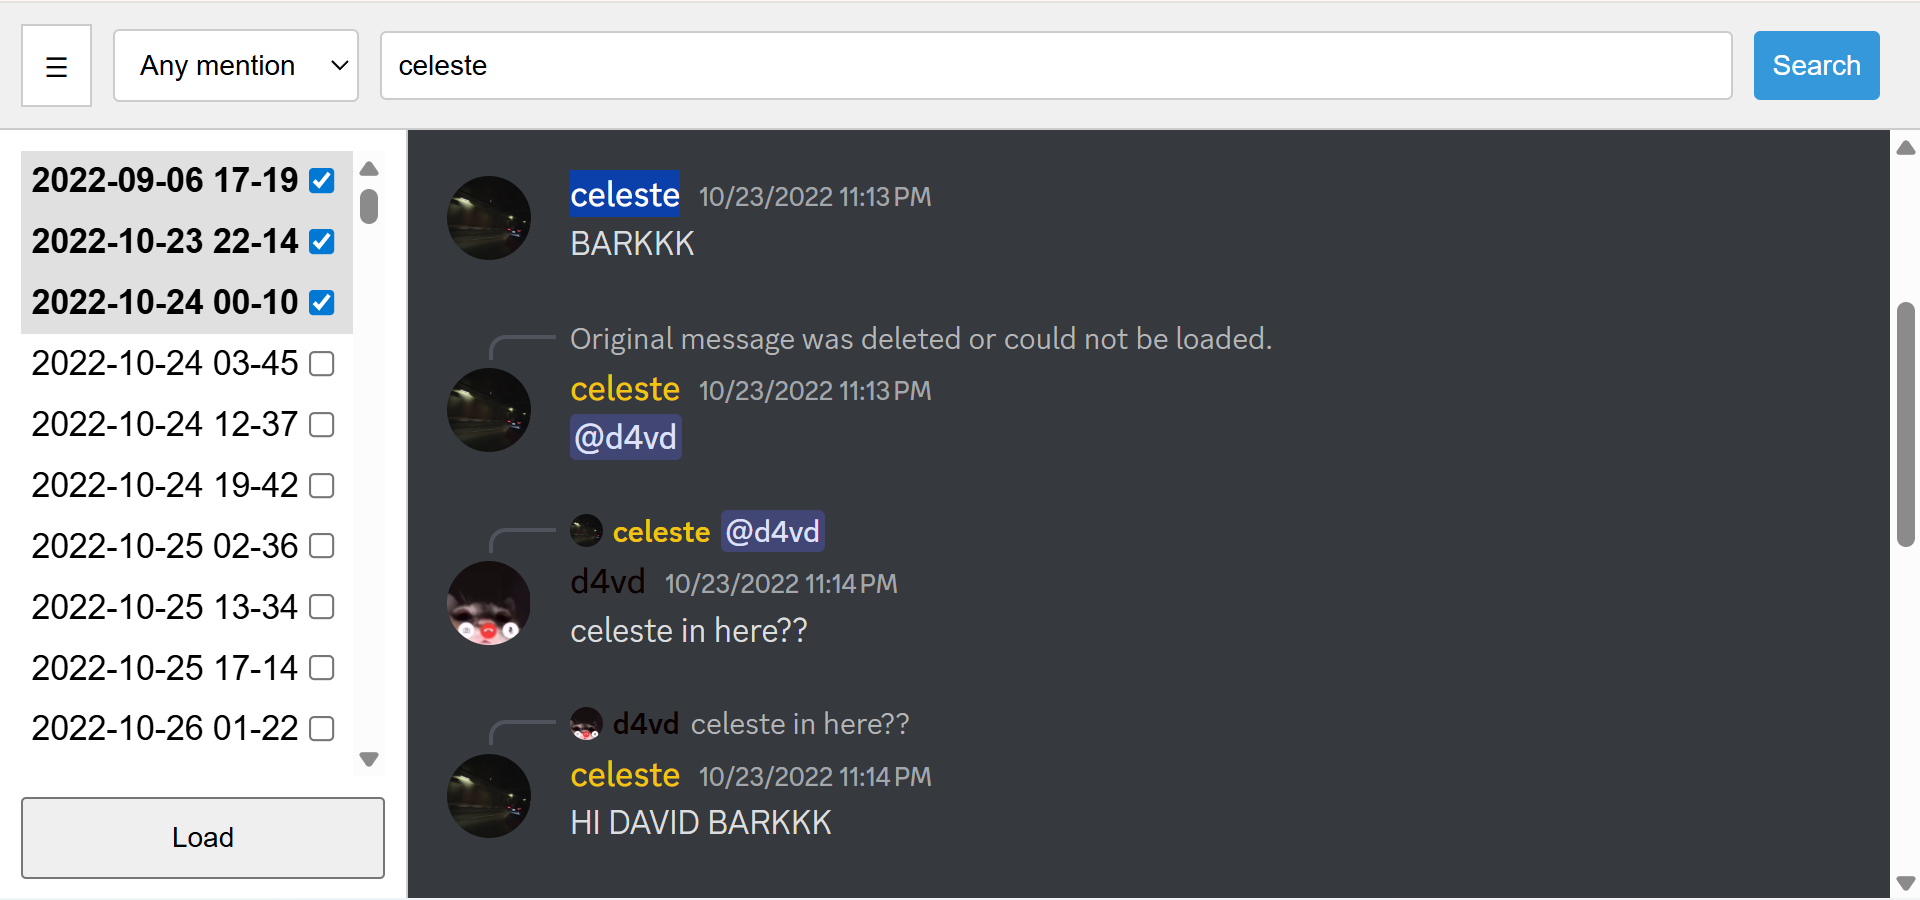 ☰ Any mention celeste Search
2022-09-06 17-19
2022-10-23 22-14
2022-10-24 00-10
2022-10-24 03-45
2022-10-24 12-37
2022-10-24 19-42
2022-10-25 02-36
2022-10-25 13-34
2022-10-25 17-14
2022-10-26 01-22
Load
celeste 10/23/2022 11:13 PM
BARKKK
Original message was deleted or could not be loaded.
celeste 10/23/2022 11:13 PM
@d4vd
celeste @d4vd
d4vd 10/23/2022 11:14 PM
celeste in here??
d4vd celeste in here??
celeste 10/23/2022 11:14 PM
HI DAVID BARKKK